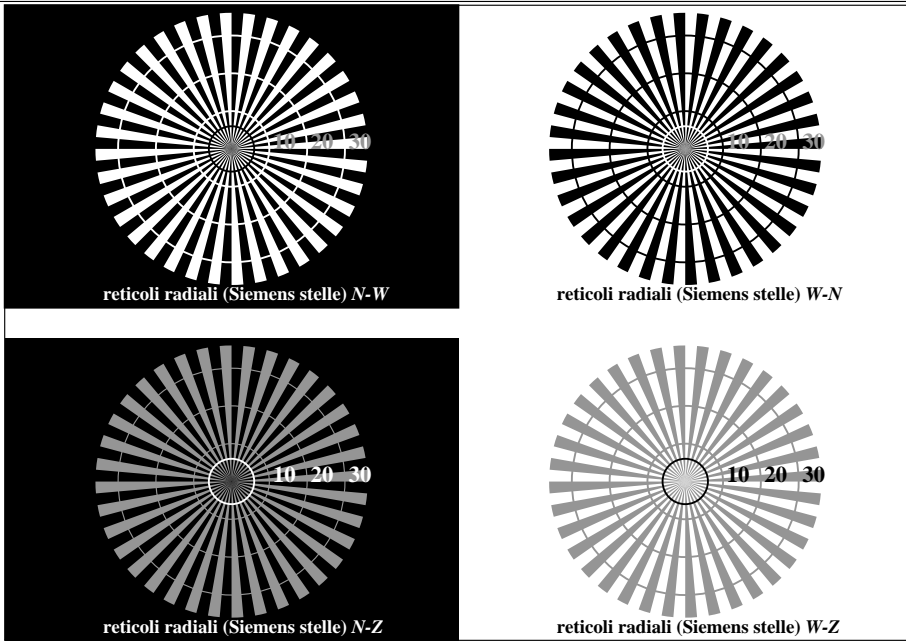 10 20 30
reticoli radiali (Siemens stelle) N-W
10 20 30
reticoli radiali (Siemens stelle) W-N
10 20 30
reticoli radiali (Siemens stelle) N-Z
10 20 30
reticoli radiali (Siemens stelle) W-Z